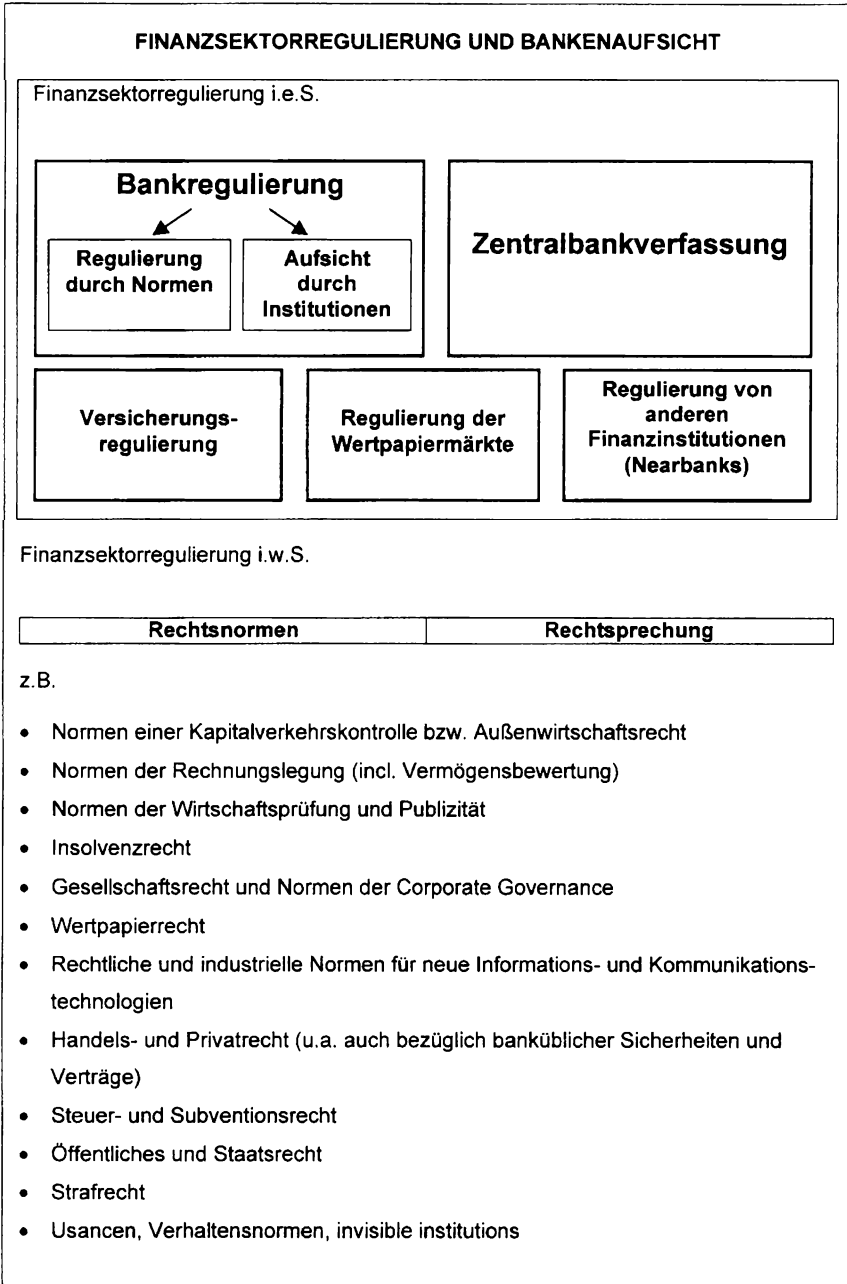 FINANZSEKTORREGULIERUNG UND BANKENAUFSICHT
Finanzsektorregulierung i.e.S.
Bankregulierung
Regulierung
durch Normen
Aufsicht
durch
Institutionen
Zentralbankverfassung
Versicherungs-
regulierung
Regulierung der
Wertpapiermärkte
Regulierung von
anderen
Finanzinstitutionen
(Nearbanks)
Finanzsektorregulierung i.w.S.
Rechtsnormen Rechtsprechung
z.B.
• Normen einer Kapitalverkehrskontrolle bzw. Außenwirtschaftsrecht
• Normen der Rechnungslegung (incl. Vermögensbewertung)
• Normen der Wirtschaftsprüfung und Publizität
• Insolvenzrecht
• Gesellschaftsrecht und Normen der Corporate Governance
• Wertpapierrecht
• Rechtliche und industrielle Normen für neue Informations- und Kommunikations-
technologien
• Handels- und Privatrecht (u.a. auch bezüglich banküblicher Sicherheiten und
Verträge)
• Steuer- und Subventionsrecht
• Öffentliches und Staatsrecht
• Strafrecht
• Usancen, Verhaltensnormen, invisible institutions